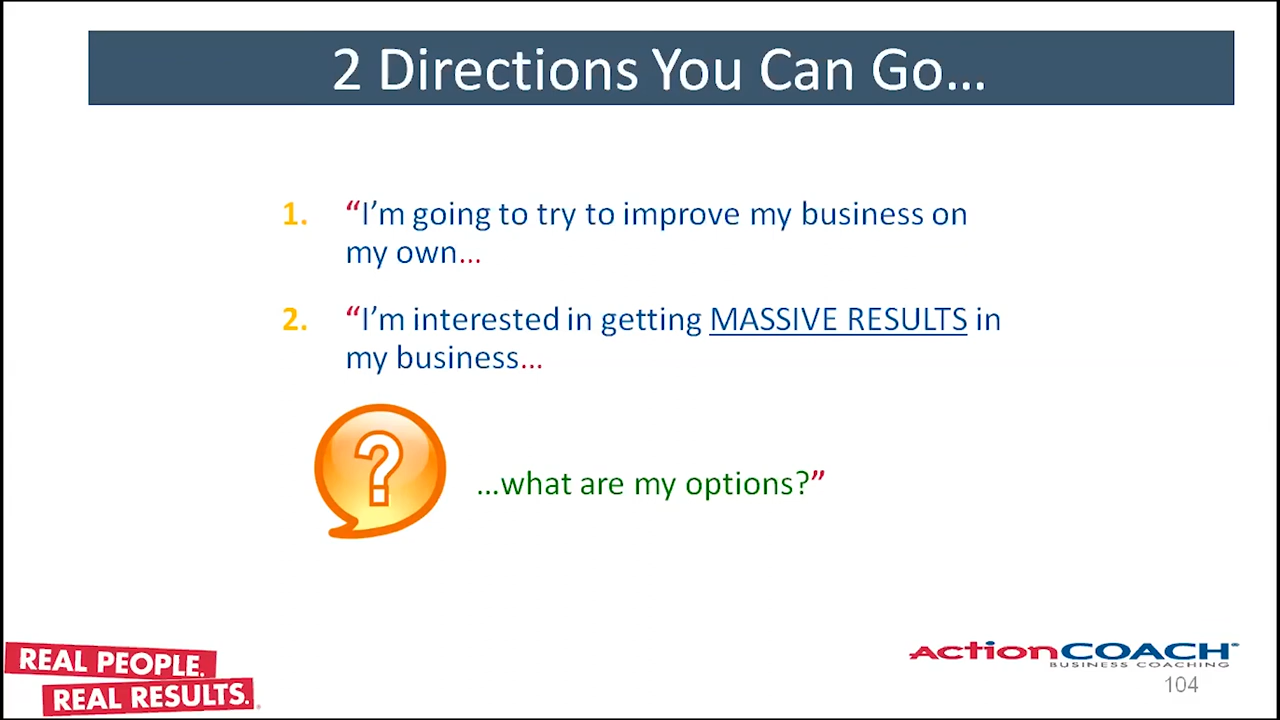 2 Directions You Can Go...
1. “I’m going to try to improve my business on
my own...
2. “I’m interested in getting MASSIVE RESULTS in
my business...
?
...what are my options?”
REAL PEOPLE.
REAL RESULTS.
ActionCOACH®
BUSINESS COACHING
104